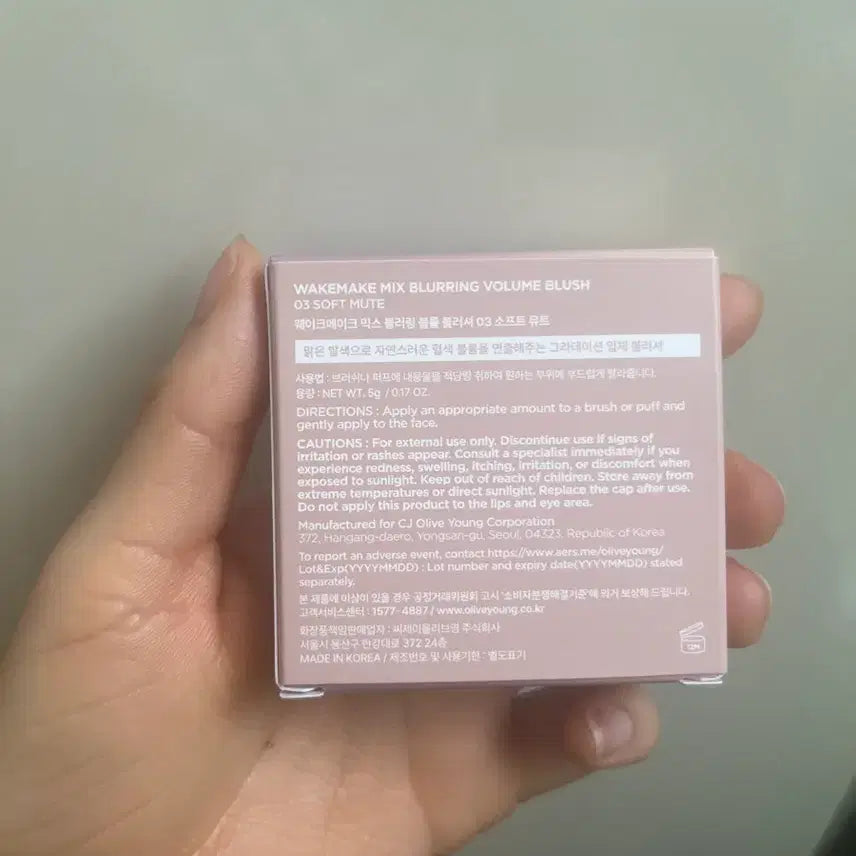 WAKEMAKE MIX BLURRING VOLUME BLUSH
03 SOFT MUTE
웨이크메이크 믹스 블러링 볼륨 블러셔 03 소프트 뮤트
맑은 발색으로 자연스러운 혈색 볼륨을 연출해주는 그라데이션 입체 블러셔
사용법 : 브러쉬나 퍼프에 내용물을 적당량 취하여 원하는 부위에 부드럽게 발라줍니다.
용량 : NET WT. 5g / 0.17 OZ.
DIRECTIONS : Apply an appropriate amount to a brush or puff and
gently apply to the face.
CAUTIONS : For external use only. Discontinue use if signs of
irritation or rashes appear. Consult a specialist immediately if you
experience redness, swelling, itching, irritation, or discomfort when
exposed to sunlight. Keep out of reach of children. Store away from
extreme temperatures or direct sunlight. Replace the cap after use.
Do not apply this product to the lips and eye area.
Manufactured for CJ Olive Young Corporation
372, Hangang-daero, Yongsan-gu, Seoul, 04323, Republic of Korea
To report an adverse event, contact https://www.aers.me/oliveyoung/
Lot&Exp(YYYYMMDD) : Lot number and expiry date(YYYYMMDD) stated
separately.
본 제품에 이상이 있을 경우 공정거래위원회 고시 '소비자분쟁해결기준'에 의거 보상해 드립니다.
고객서비스센터 : 1577-4887 / www.oliveyoung.co.kr
화장품책임판매업자 : 씨제이올리브영 주식회사
서울시 용산구 한강대로 372 24층
MADE IN KOREA / 제조번호 및 사용기한 : 별도표기
12M